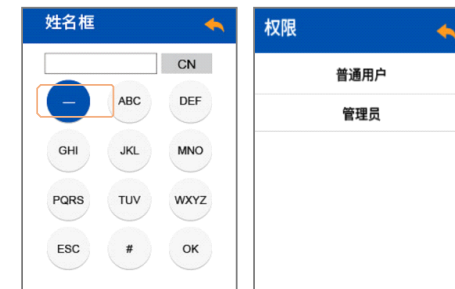 姓名框
CN
— ABC DEF
GHI JKL MNO
PQRS TUV WXYZ
ESC # OK
权限
普通用户
管理员